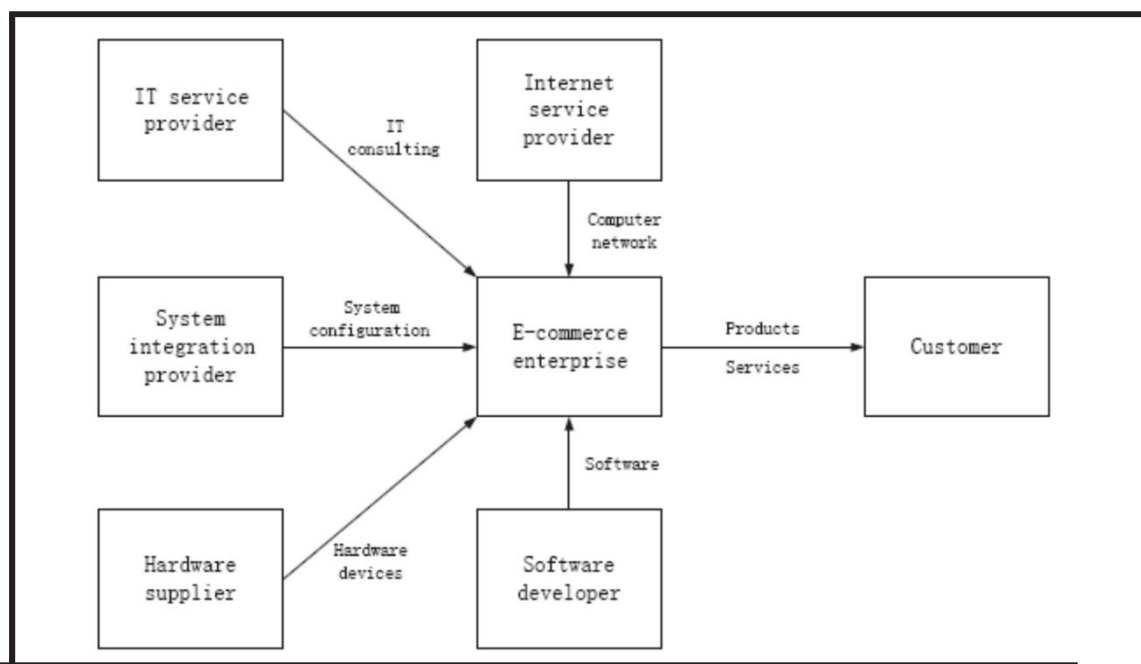 IT service
provider
Internet
service
provider
IT
consulting
Computer
network
System
integration
provider
System
configuration
E-commerce
enterprise
Products
Services
Customer
Software
Hardware
supplier
Hardware
devices
Software
developer